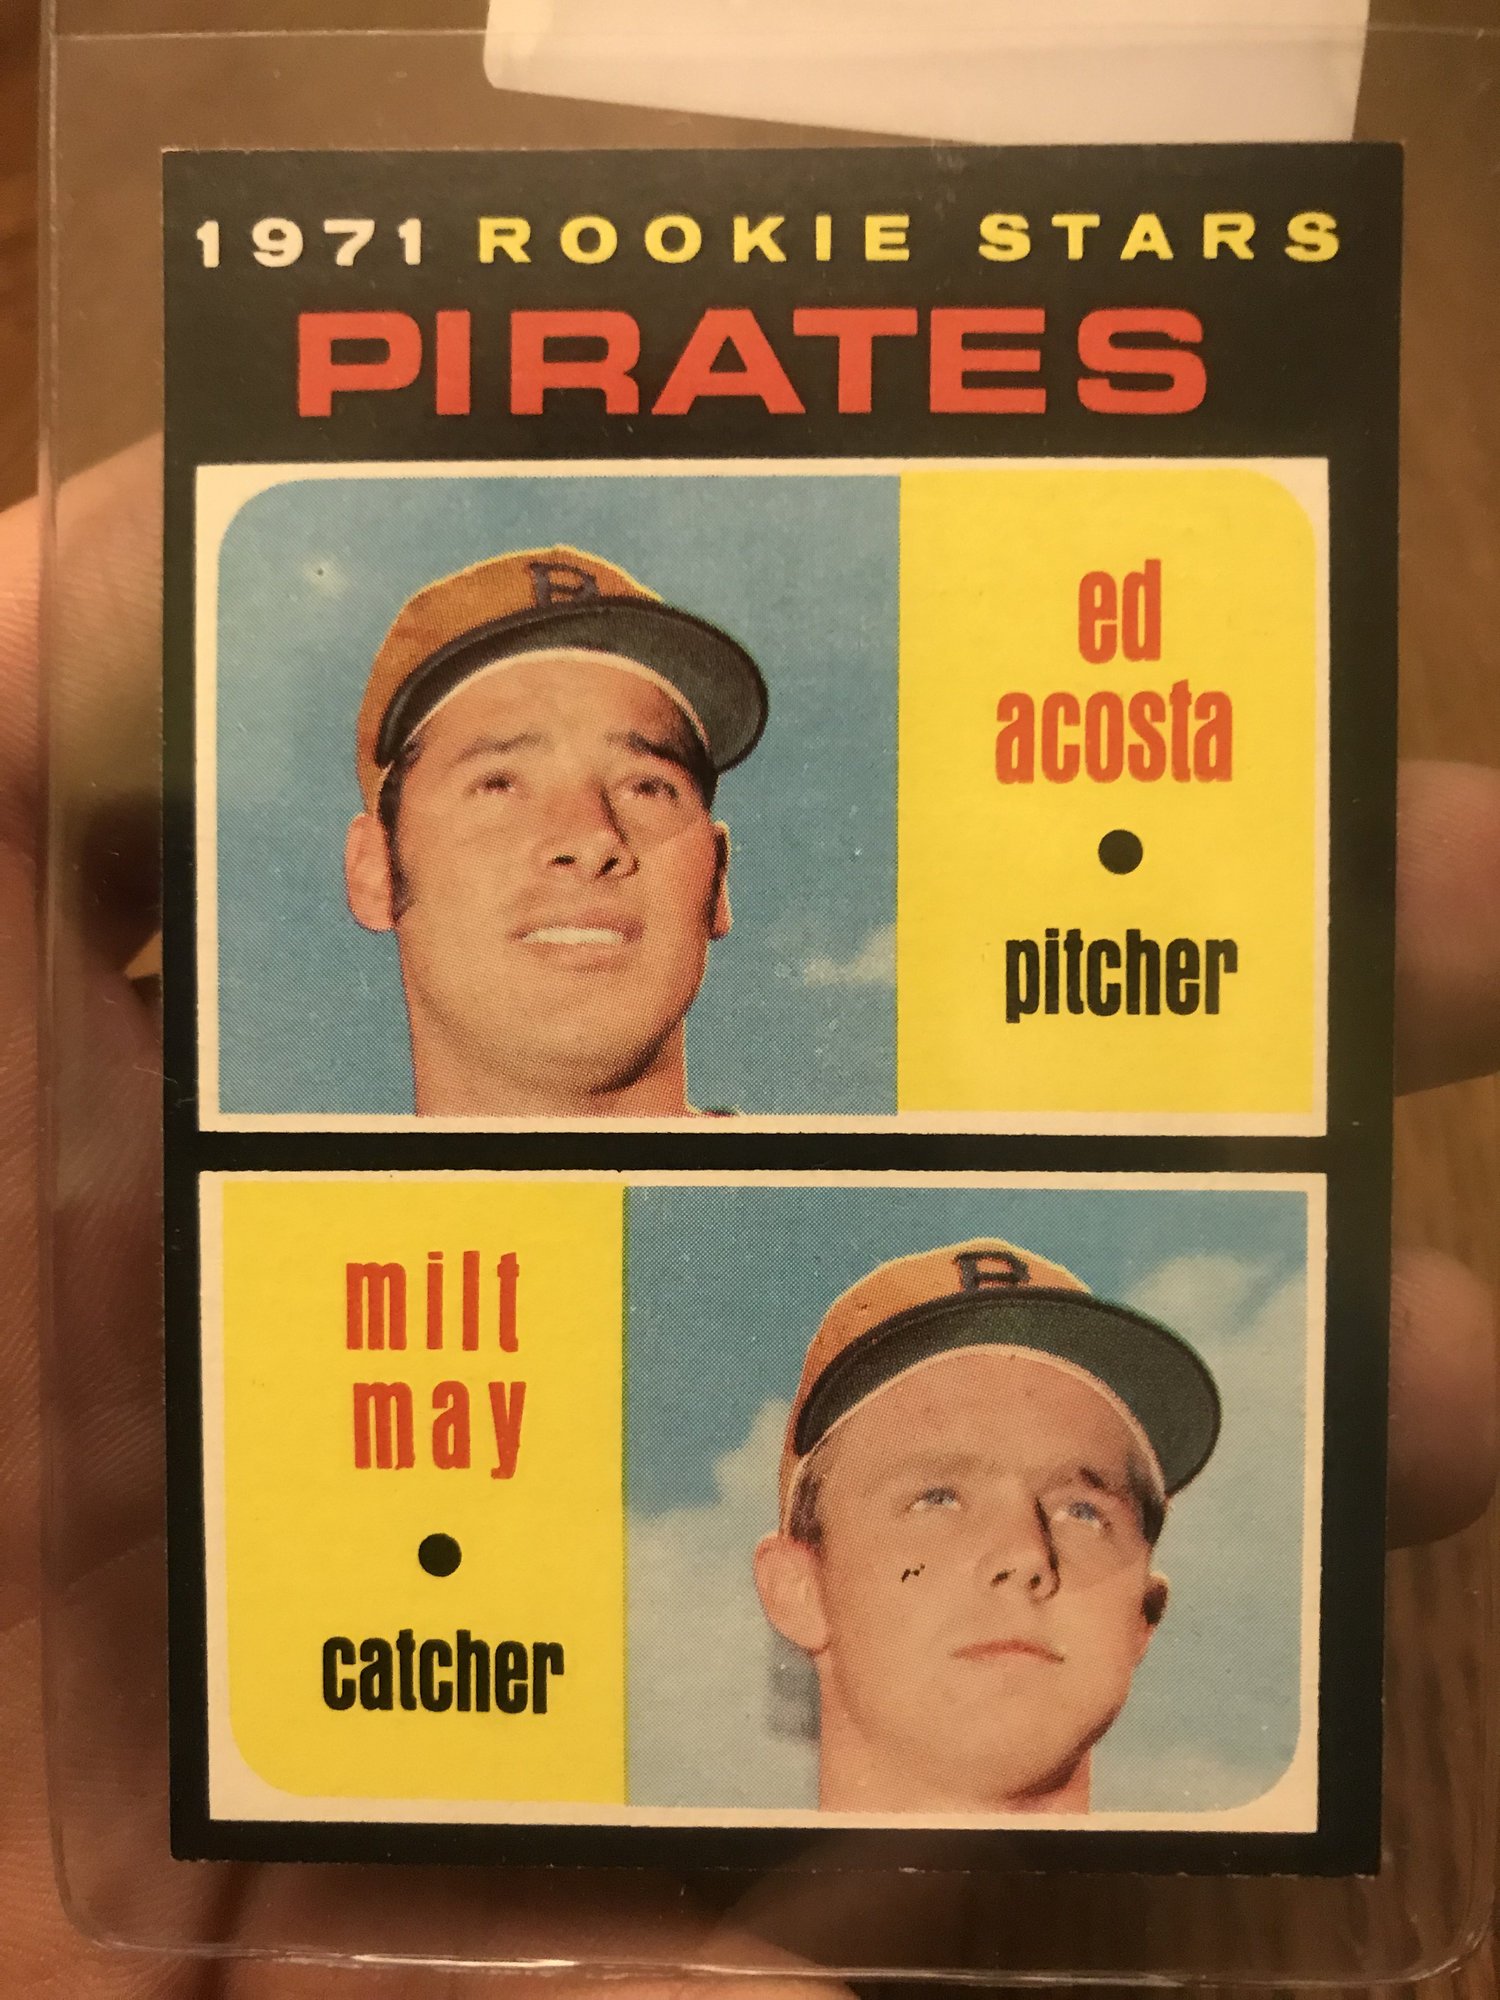 1971 ROOKIE STARS
PIRATES
B
ed
acosta
pitcher
milt
may
catcher
B